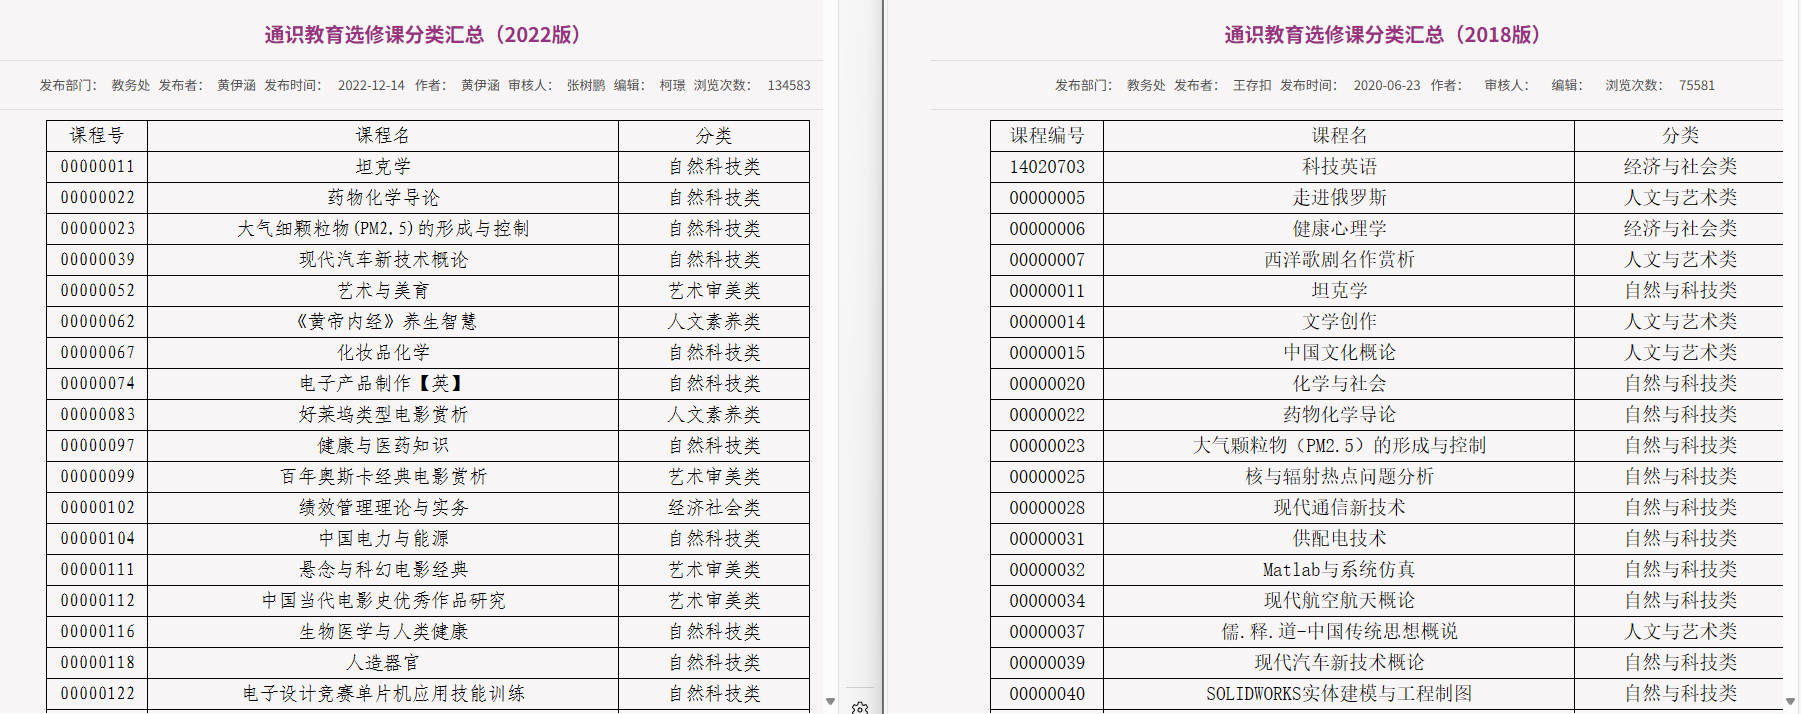 通识教育选修课分类汇总（2022版）
发布部门： 教务处 发布者： 黄伊涵 发布时间： 2022-12-14 作者： 黄伊涵 审核人： 张树鹏 编辑： 柯璟 浏览次数： 134583
课程号 课程名 分类
00000011 坦克学 自然科技类
00000022 药物化学导论 自然科技类
00000023 大气细颗粒物(PM2.5)的形成与控制 自然科技类
00000039 现代汽车新技术概论 自然科技类
00000052 艺术与美育 艺术审美类
00000062 《黄帝内经》养生智慧 人文素养类
00000067 化妆品化学 自然科技类
00000074 电子产品制作【英】 自然科技类
00000083 好莱坞类型电影赏析 人文素养类
00000097 健康与医药知识 自然科技类
00000099 百年奥斯卡经典电影赏析 艺术审美类
00000102 绩效管理理论与实务 经济社会类
00000104 中国电力与能源 自然科技类
00000111 悬念与科幻电影经典 艺术审美类
00000112 中国当代电影史优秀作品研究 艺术审美类
00000116 生物医学与人类健康 自然科技类
00000118 人造器官 自然科技类
00000122 电子设计竞赛单片机应用技能训练 自然科技类
通识教育选修课分类汇总（2018版）
发布部门： 教务处 发布者： 王存扣 发布时间： 2020-06-23 作者： 审核人： 编辑： 浏览次数： 75581
课程编号 课程名 分类
14020703 科技英语 经济与社会类
00000005 走进俄罗斯 人文与艺术类
00000006 健康心理学 经济与社会类
00000007 西洋歌剧名作赏析 人文与艺术类
00000011 坦克学 自然与科技类
00000014 文学创作 人文与艺术类
00000015 中国文化概论 人文与艺术类
00000020 化学与社会 自然与科技类
00000022 药物化学导论 自然与科技类
00000023 大气颗粒物（PM2.5）的形成与控制 自然与科技类
00000025 核与辐射热点问题分析 自然与科技类
00000028 现代通信新技术 自然与科技类
00000031 供配电技术 自然与科技类
00000032 Matlab与系统仿真 自然与科技类
00000034 现代航空航天概论 自然与科技类
00000037 儒.释.道-中国传统思想概说 人文与艺术类
00000039 现代汽车新技术概论 自然与科技类
00000040 SOLIDWORKS实体建模与工程制图 自然与科技类